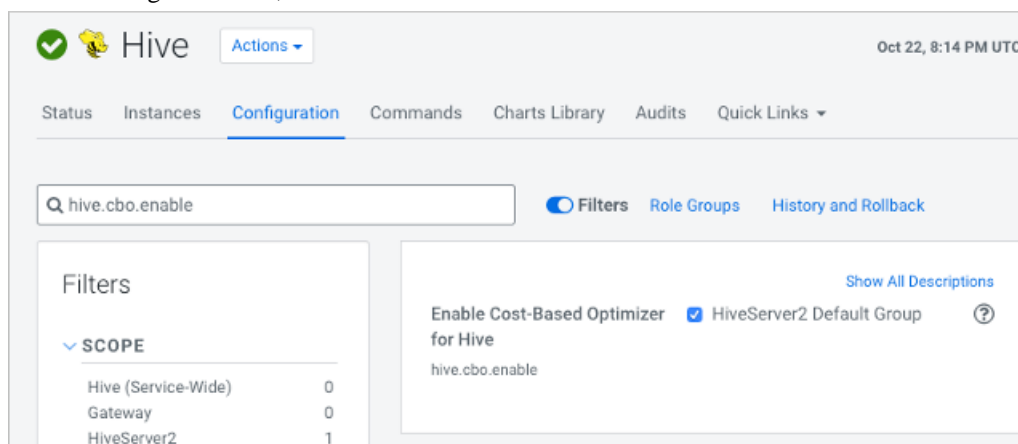 Hive Actions Oct 22, 8:14 PM UTC
Status Instances Configuration Commands Charts Library Audits Quick Links
hive.cbo.enable Filters Role Groups History and Rollback
Filters
Show All Descriptions
Enable Cost-Based Optimizer for Hive HiveServer2 Default Group ?
hive.cbo.enable
SCOPE
Hive (Service-Wide) 0
Gateway 0
HiveServer2 1